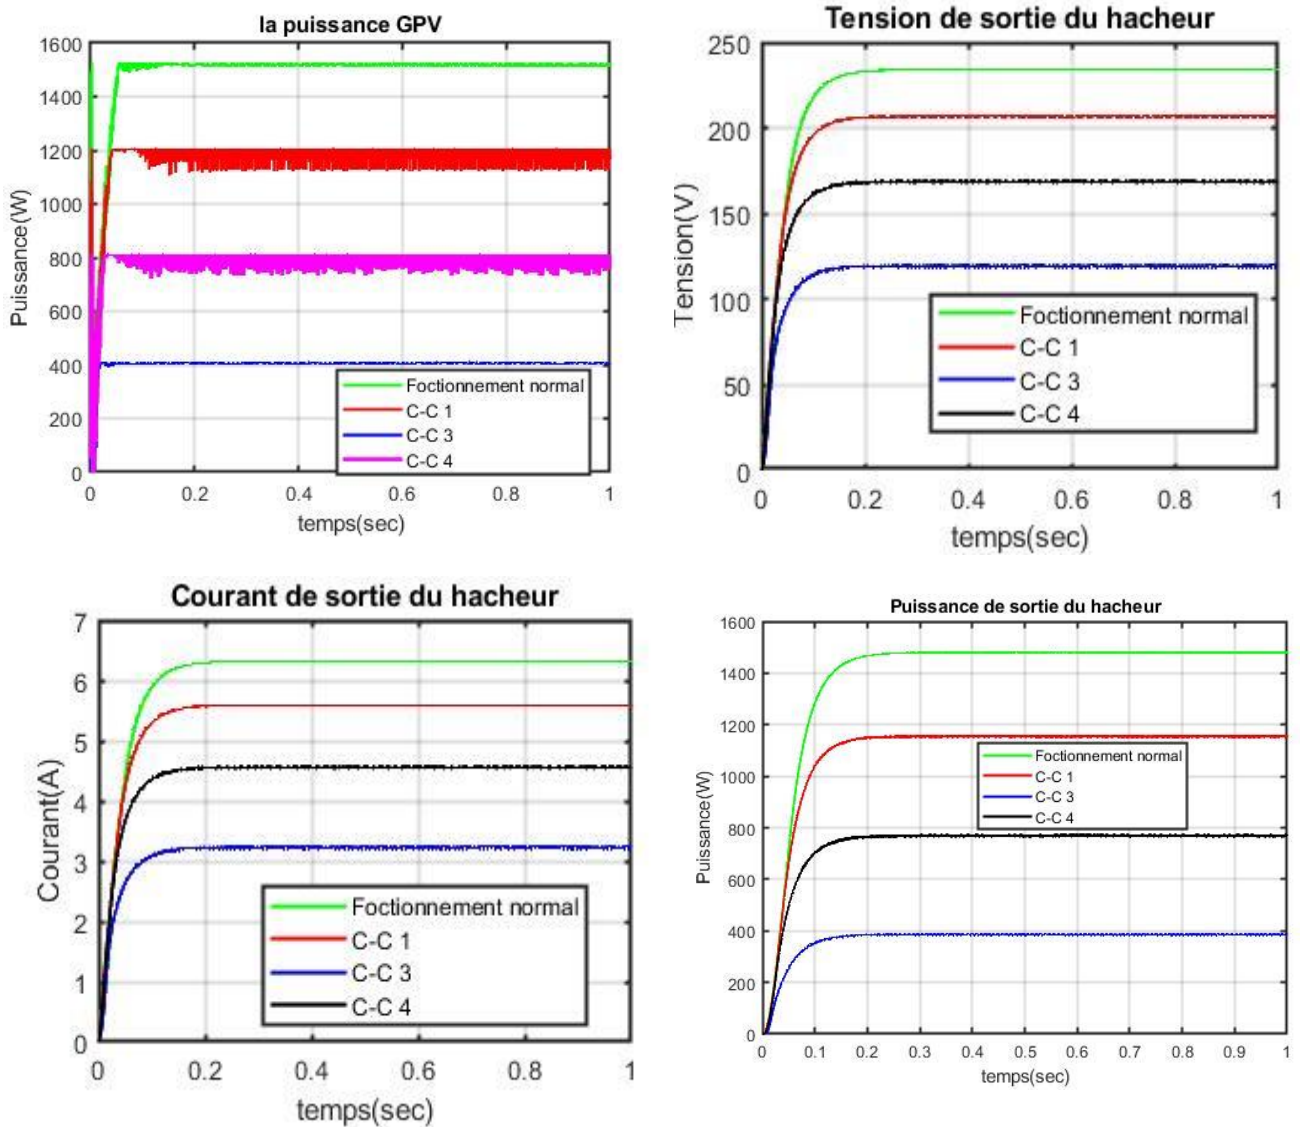 la puissance GPV
1600
1400
1200
1000
800
600
400
200
0
Puissance(W)
Foctionnement normal
C-C 1
C-C 3
C-C 4
0 0.2 0.4 0.6 0.8 1
temps(sec)
Tension de sortie du hacheur
250
200
150
100
50
0
Tension(V)
Foctionnement normal
C-C 1
C-C 3
C-C 4
0 0.2 0.4 0.6 0.8 1
temps(sec)
Courant de sortie du hacheur
7
6
5
4
3
2
1
0
Courant(A)
Foctionnement normal
C-C 1
C-C 3
C-C 4
0 0.2 0.4 0.6 0.8 1
temps(sec)
Puissance de sortie du hacheur
1600
1400
1200
1000
800
600
400
200
0
Puissance(W)
Foctionnement normal
C-C 1
C-C 3
C-C 4
0 0.1 0.2 0.3 0.4 0.5 0.6 0.7 0.8 0.9 1
temps(sec)